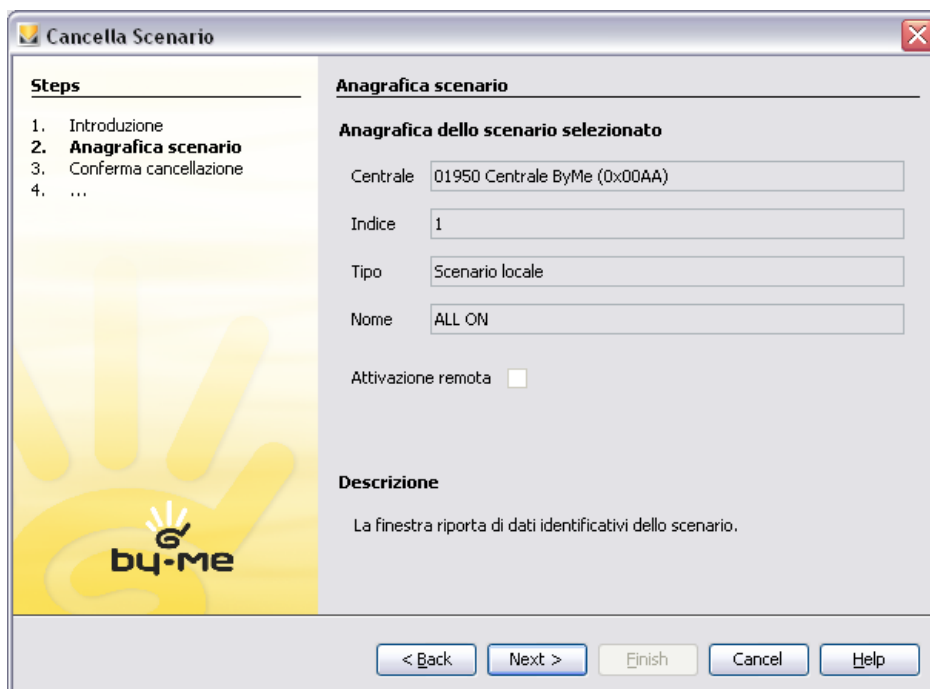 Cancella Scenario
Steps
1. Introduzione
2. Anagrafica scenario
3. Conferma cancellazione
4. ...
by-me
Anagrafica scenario
Anagrafica dello scenario selezionato
Centrale 01950 Centrale ByMe (0x00AA)
Indice 1
Tipo Scenario locale
Nome ALL ON
Attivazione remota
Descrizione
La finestra riporta di dati identificativi dello scenario.
< Back Next > Finish Cancel Help